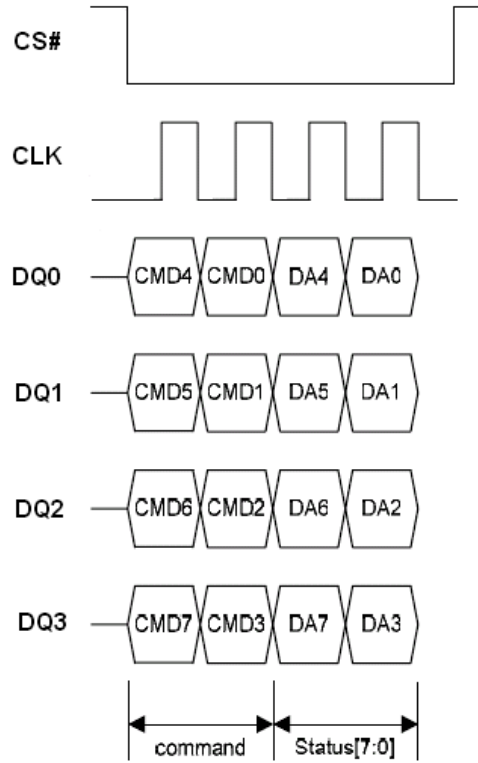 CS#
CLK
DQ0 CMD4 CMD0 DA4 DA0
DQ1 CMD5 CMD1 DA5 DA1
DQ2 CMD6 CMD2 DA6 DA2
DQ3 CMD7 CMD3 DA7 DA3
command Status[7:0]